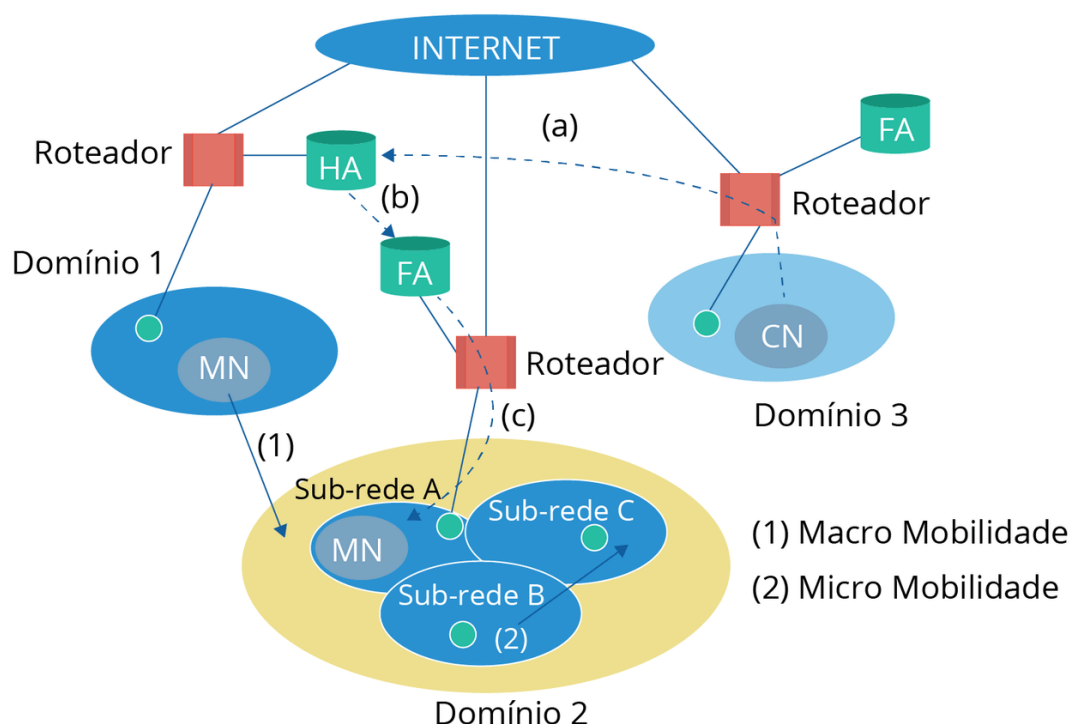 INTERNET
FA
(a)
Roteador
HA
(b)
Roteador
Domínio 1
FA
CN
MN
Roteador
Domínio 3
(c)
(1)
Sub-rede A
Sub-rede C
(1) Macro Mobilidade
MN
(2) Micro Mobilidade
Sub-rede B
(2)
Domínio 2